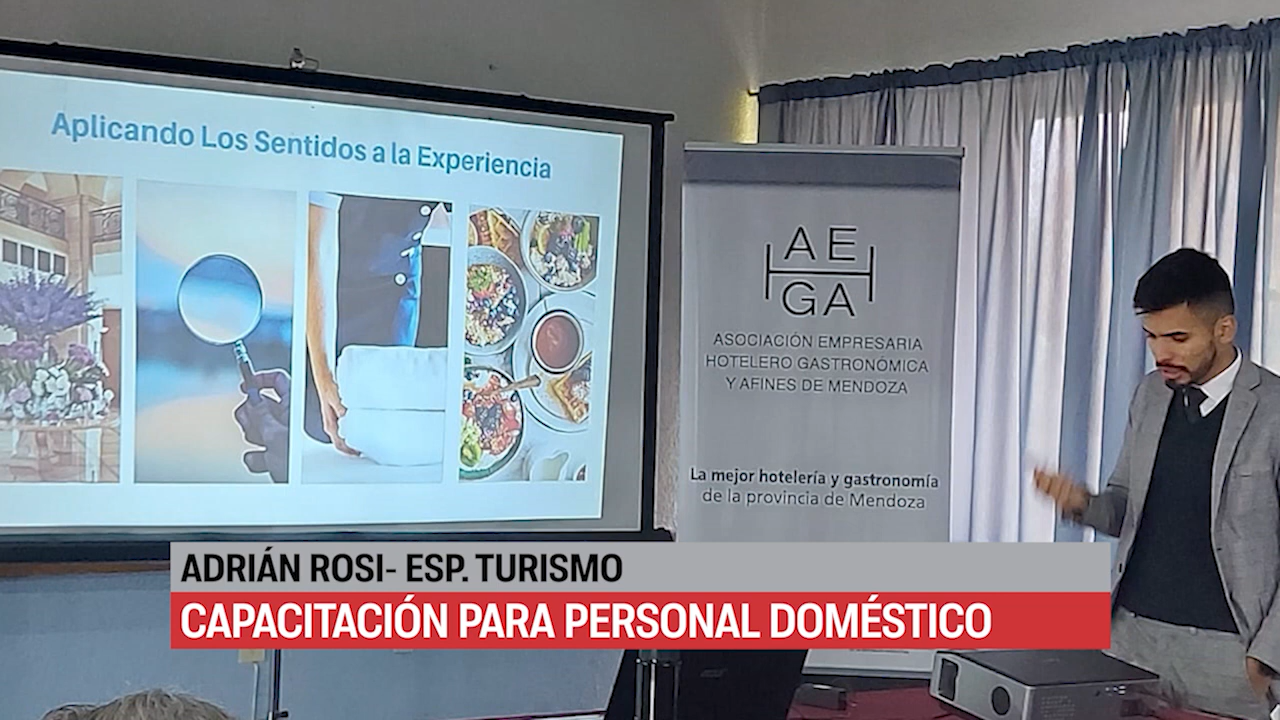 Aplicando Los Sentidos a la Experiencia
AE
GA
ASOCIACIÓN EMPRESARIA
HOTELERO GASTRONÓMICA
Y AFINES DE MENDOZA
La mejor hotelería y gastronomía
de la provincia de Mendoza
ADRIÁN ROSI- ESP. TURISMO
CAPACITACIÓN PARA PERSONAL DOMÉSTICO